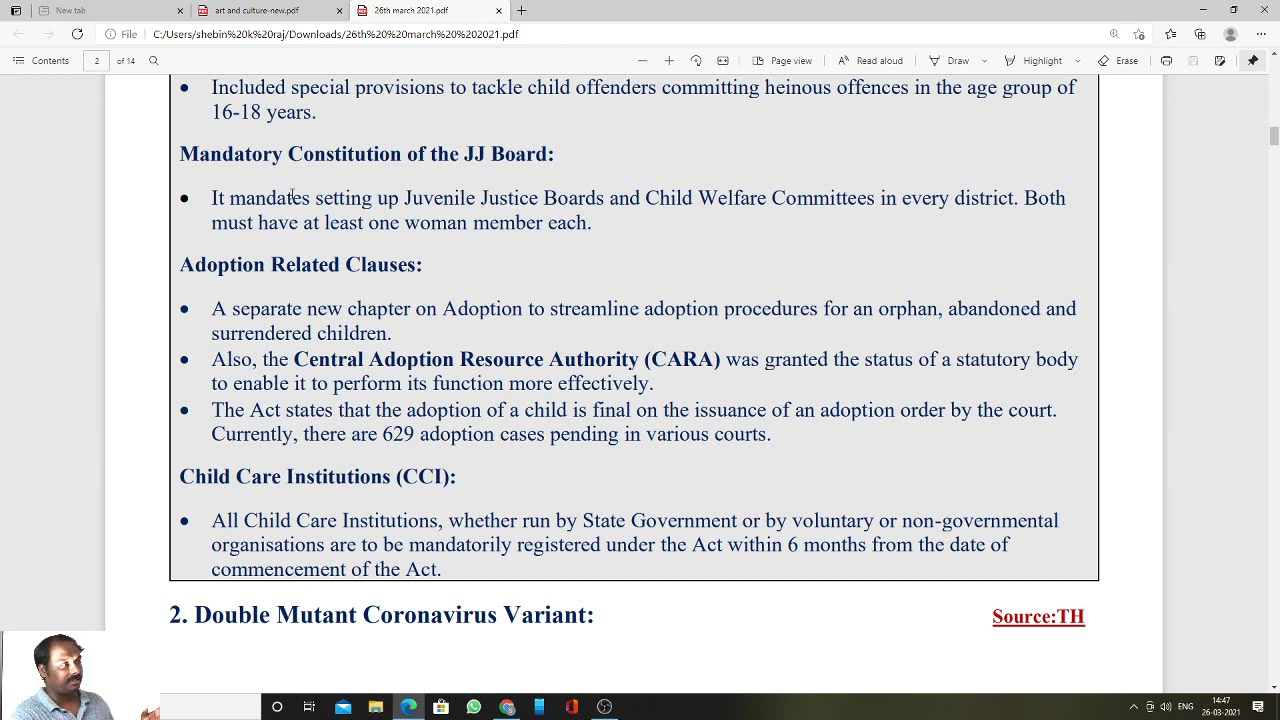 New tab
art and culture-new.pdf
26th march 2021.pdf
File C:/Users/shebin%20k%20raj/Downloads/26th%20%20march%20%202021.pdf
Contents 2 of 14 Page view Read aloud Draw Highlight Erase
• Included special provisions to tackle child offenders committing heinous offences in the age group of
16-18 years.
Mandatory Constitution of the JJ Board:
• It mandates setting up Juvenile Justice Boards and Child Welfare Committees in every district. Both
must have at least one woman member each.
Adoption Related Clauses:
• A separate new chapter on Adoption to streamline adoption procedures for an orphan, abandoned and
surrendered children.
• Also, the Central Adoption Resource Authority (CARA) was granted the status of a statutory body
to enable it to perform its function more effectively.
• The Act states that the adoption of a child is final on the issuance of an adoption order by the court.
Currently, there are 629 adoption cases pending in various courts.
Child Care Institutions (CCI):
• All Child Care Institutions, whether run by State Government or by voluntary or non-governmental
organisations are to be mandatorily registered under the Act within 6 months from the date of
commencement of the Act.
2. Double Mutant Coronavirus Variant: Source:TH
14:47
26-03-2021